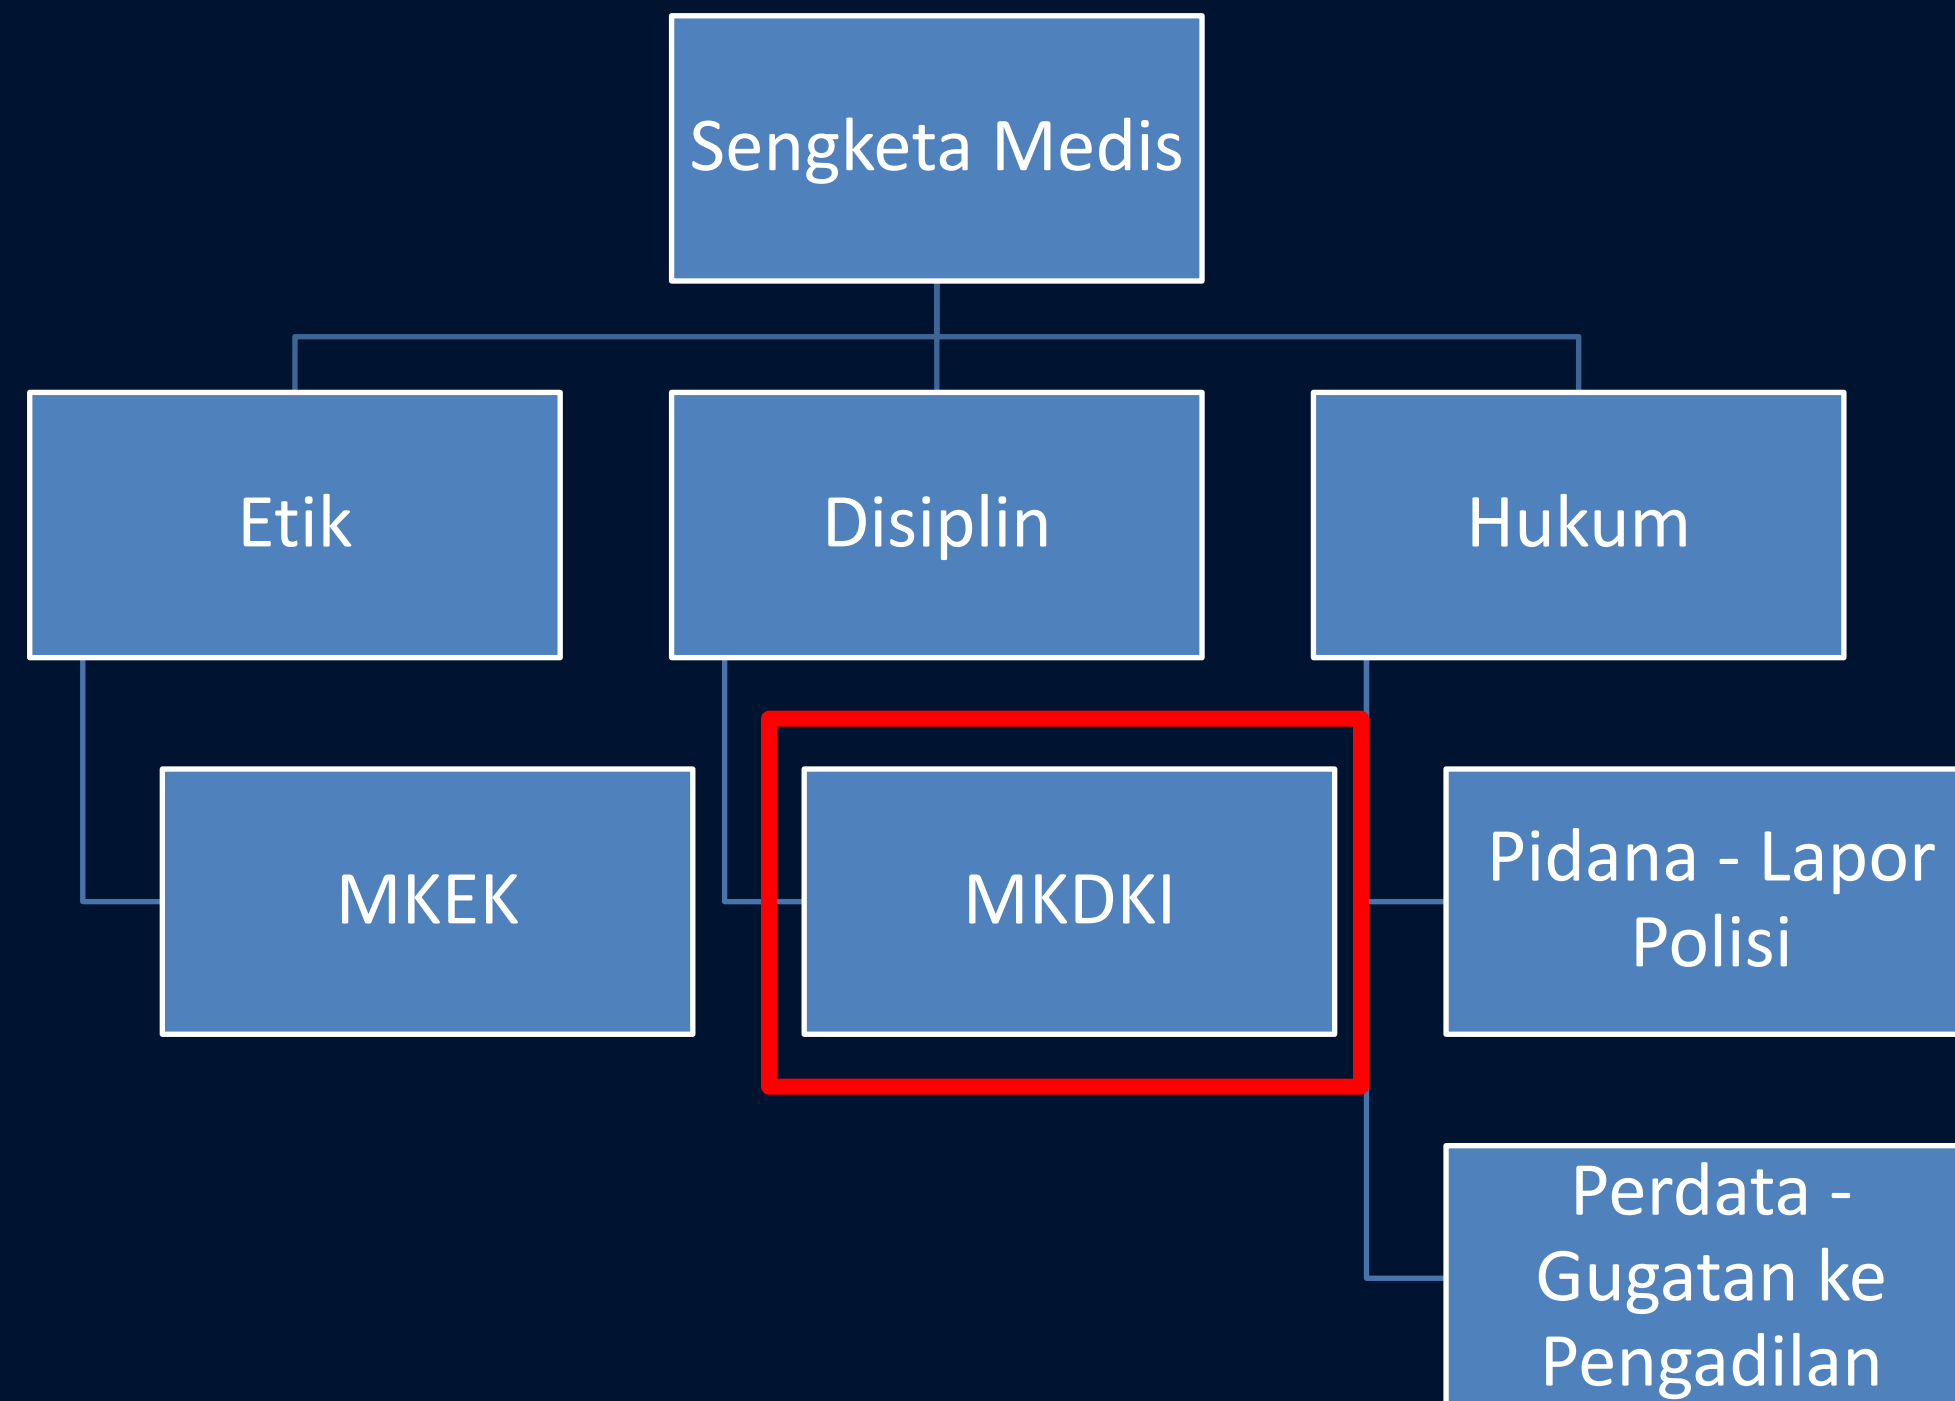 Sengketa Medis
Etik
Disiplin
Hukum
MKEK
MKDKI
Pidana - Lapor
Polisi
Perdata -
Gugatan ke
Pengadilan